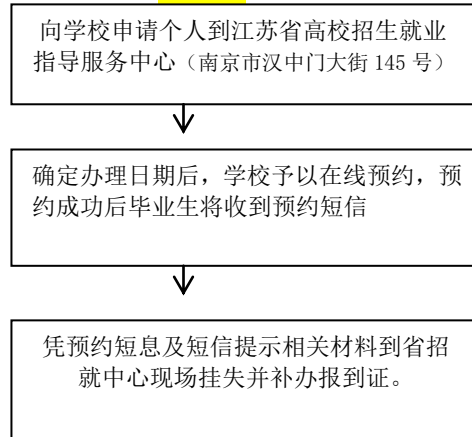 向学校申请个人到江苏省高校招生就业
指导服务中心（南京市汉中门大街 145 号）
确定办理日期后，学校予以在线预约，预
约成功后毕业生将收到预约短信
凭预约短息及短信提示相关材料到省招
就中心现场挂失并补办报到证。